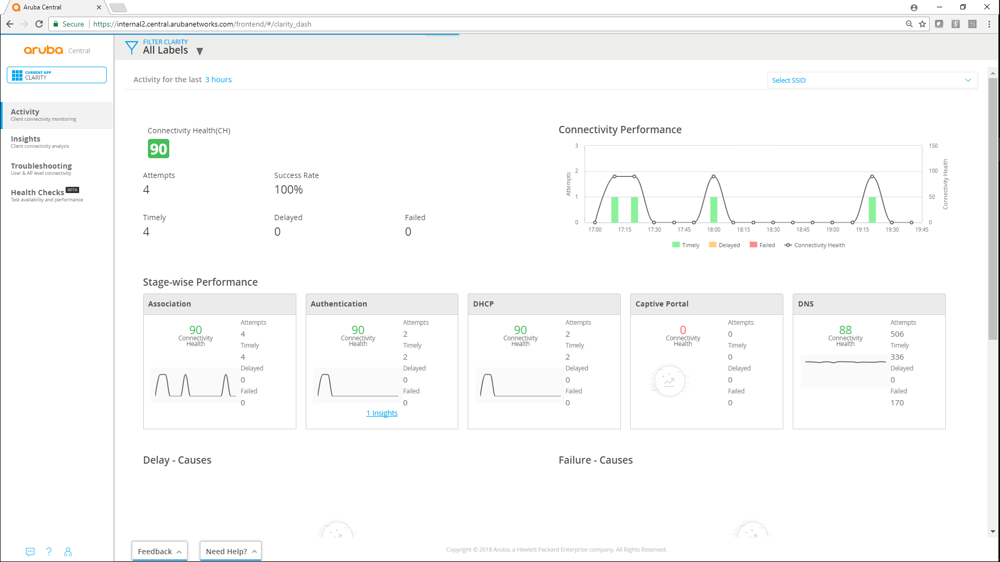 Aruba Central
Secure
https://internal2.central.arubanetworks.com/frontend/#/clarity_dash
aruba Central
CURRENT APP
CLARITY
Activity
Client connectivity monitoring
Insights
Client connectivity analysis
Troubleshooting
User & AP level connectivity
Health Checks BETA
Test availability and performance
FILTER CLARITY
All Labels
Activity for the last 3 hours
Select SSID
Connectivity Health(CH)
90
Attempts
4
Success Rate
100%
Timely
4
Delayed
0
Failed
0
Connectivity Performance
3
2
1
0
Attempts
150
100
50
0
Connectivity Health
17:00 17:15 17:30 17:45 18:00 18:15 18:30 18:45 19:00 19:15 19:30 19:45
Timely Delayed Failed Connectivity Health
Stage-wise Performance
Association
90
Connectivity
Health
Attempts
4
Timely
4
Delayed
0
Failed
0
Authentication
90
Connectivity
Health
Attempts
2
Timely
2
Delayed
0
Failed
0
1 Insights
DHCP
90
Connectivity
Health
Attempts
2
Timely
2
Delayed
0
Failed
0
Captive Portal
0
Connectivity
Health
Attempts
0
Timely
0
Delayed
0
Failed
0
DNS
88
Connectivity
Health
Attempts
506
Timely
336
Delayed
0
Failed
170
Delay - Causes
Failure - Causes
Feedback
Need Help?
Copyright © 2018 Aruba, a Hewlett Packard Enterprise company. All Rights Reserved.